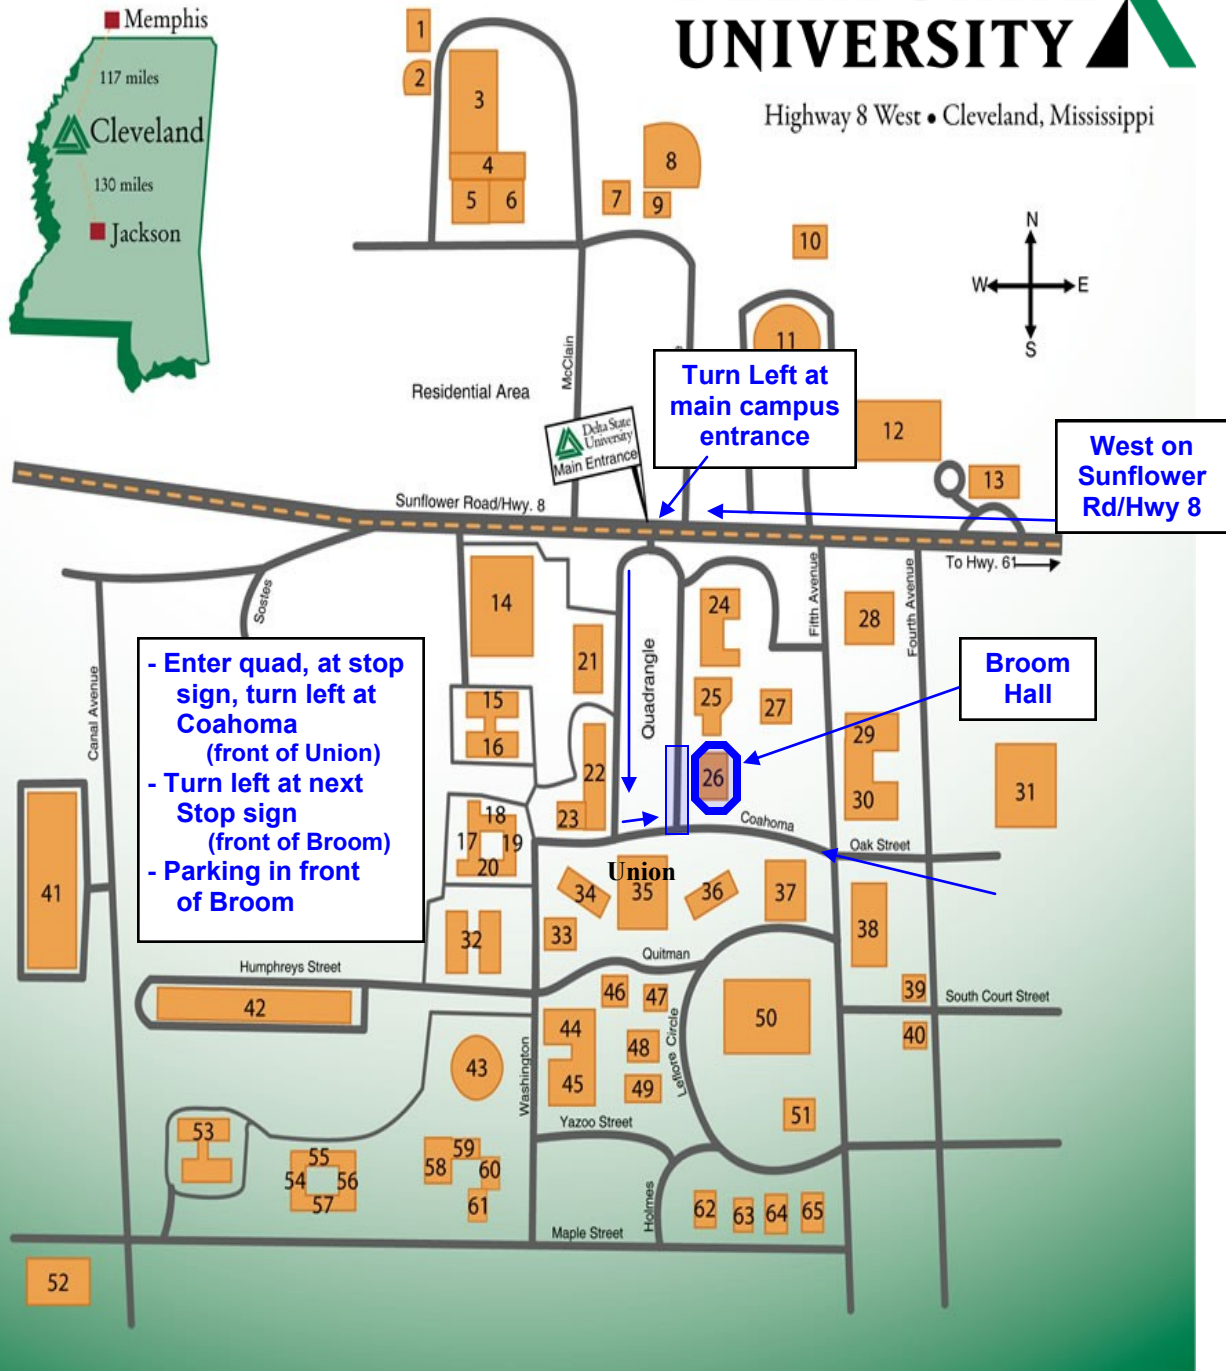 Memphis
117 miles
Cleveland
130 miles
Jackson
UNIVERSITY
Highway 8 West • Cleveland, Mississippi
1
2
3
4
5
6
7
8
9
10
N
W
E
S
11
McClain
Residential Area
Turn Left at
main campus
entrance
Delta State
University
Main Entrance
12
13
West on
Sunflower
Rd/Hwy 8
Sunflower Road/Hwy. 8
To Hwy. 61
Sostes
Canal Avenue
14
21
Quadrangle
24
25
27
26
Fifth Avenue
28
Fourth Avenue
Broom
Hall
- Enter quad, at stop
sign, turn left at
Coahoma
(front of Union)
- Turn left at next
Stop sign
(front of Broom)
- Parking in front
of Broom
15
16
22
23
29
30
31
Coahoma
Oak Street
17
18
19
20
41
Union
34
35
36
37
38
33
32
Quitman
Humphreys Street
42
39
South Court Street
40
46
47
44
48
45
49
Leflore Circle
50
51
43
Washington
Yazoo Street
53
55
54
56
57
59
58
60
61
Holmes
62
63
64
65
Maple Street
52